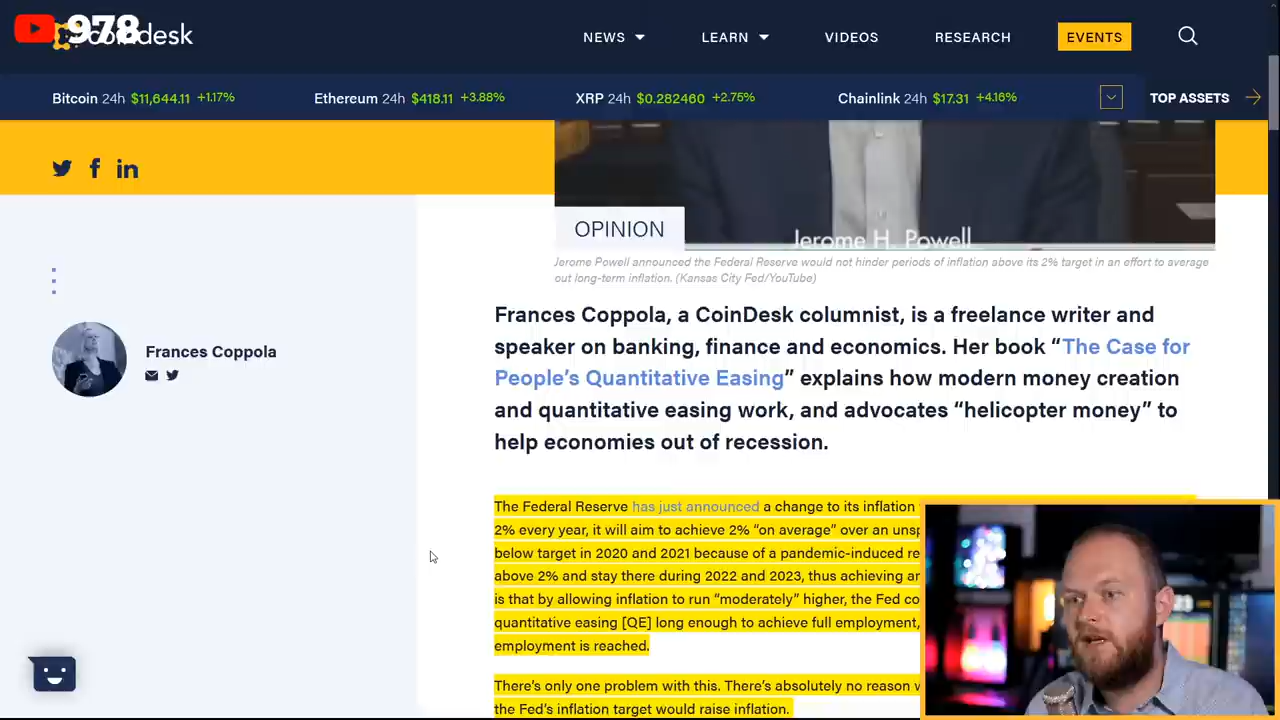 978
coindesk
NEWS
LEARN
VIDEOS
RESEARCH
EVENTS
Bitcoin 24h $11,644.11 +1.17%
Ethereum 24h $418.11 +3.88%
XRP 24h $0.282460 +2.75%
Chainlink 24h $17.31 +4.16%
TOP ASSETS
OPINION
Jerome H. Powell
Jerome Powell announced the Federal Reserve would not hinder periods of inflation above its 2% target in an effort to average
out long-term inflation. (Kansas City Fed/YouTube)
Frances Coppola
Frances Coppola, a CoinDesk columnist, is a freelance writer and
speaker on banking, finance and economics. Her book “The Case for
People’s Quantitative Easing” explains how modern money creation
and quantitative easing work, and advocates “helicopter money” to
help economies out of recession.
The Federal Reserve has just announced a change to its inflation
2% every year, it will aim to achieve 2% “on average” over an
below target in 2020 and 2021 because of a pandemic-induced
above 2% and stay there during 2022 and 2023, thus achieving
is that by allowing inflation to run “moderately” higher, the Fed
quantitative easing [QE] long enough to achieve full employment,
employment is reached.
There’s only one problem with this. There’s absolutely no reason
the Fed’s inflation target would raise inflation.